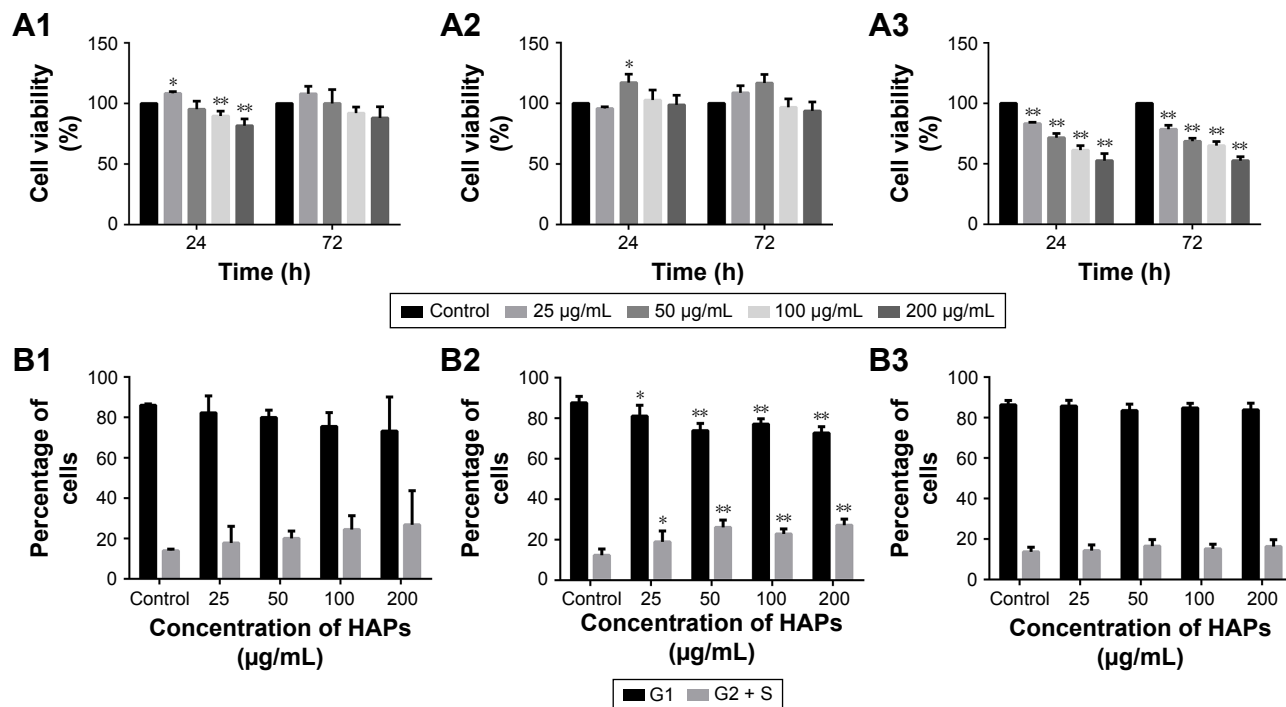 A1
A2
A3
150
100
50
0
Cell viability
(%)
*
**
**
24
72
Time (h)
150
100
50
0
Cell viability
(%)
*
24
72
Time (h)
150
100
50
0
Cell viability
(%)
**
**
**
**
**
**
**
**
24
72
Time (h)
Control 25 µg/mL 50 µg/mL 100 µg/mL 200 µg/mL
B1
B2
B3
100
80
60
40
20
0
Percentage of
cells
Control 25 50 100 200
Concentration of HAPs
(µg/mL)
100
80
60
40
20
0
Percentage of
cells
*
**
**
**
*
**
**
**
Control 25 50 100 200
Concentration of HAPs
(µg/mL)
100
80
60
40
20
0
Percentage of
cells
Control 25 50 100 200
Concentration of HAPs
(µg/mL)
G1 G2 + S